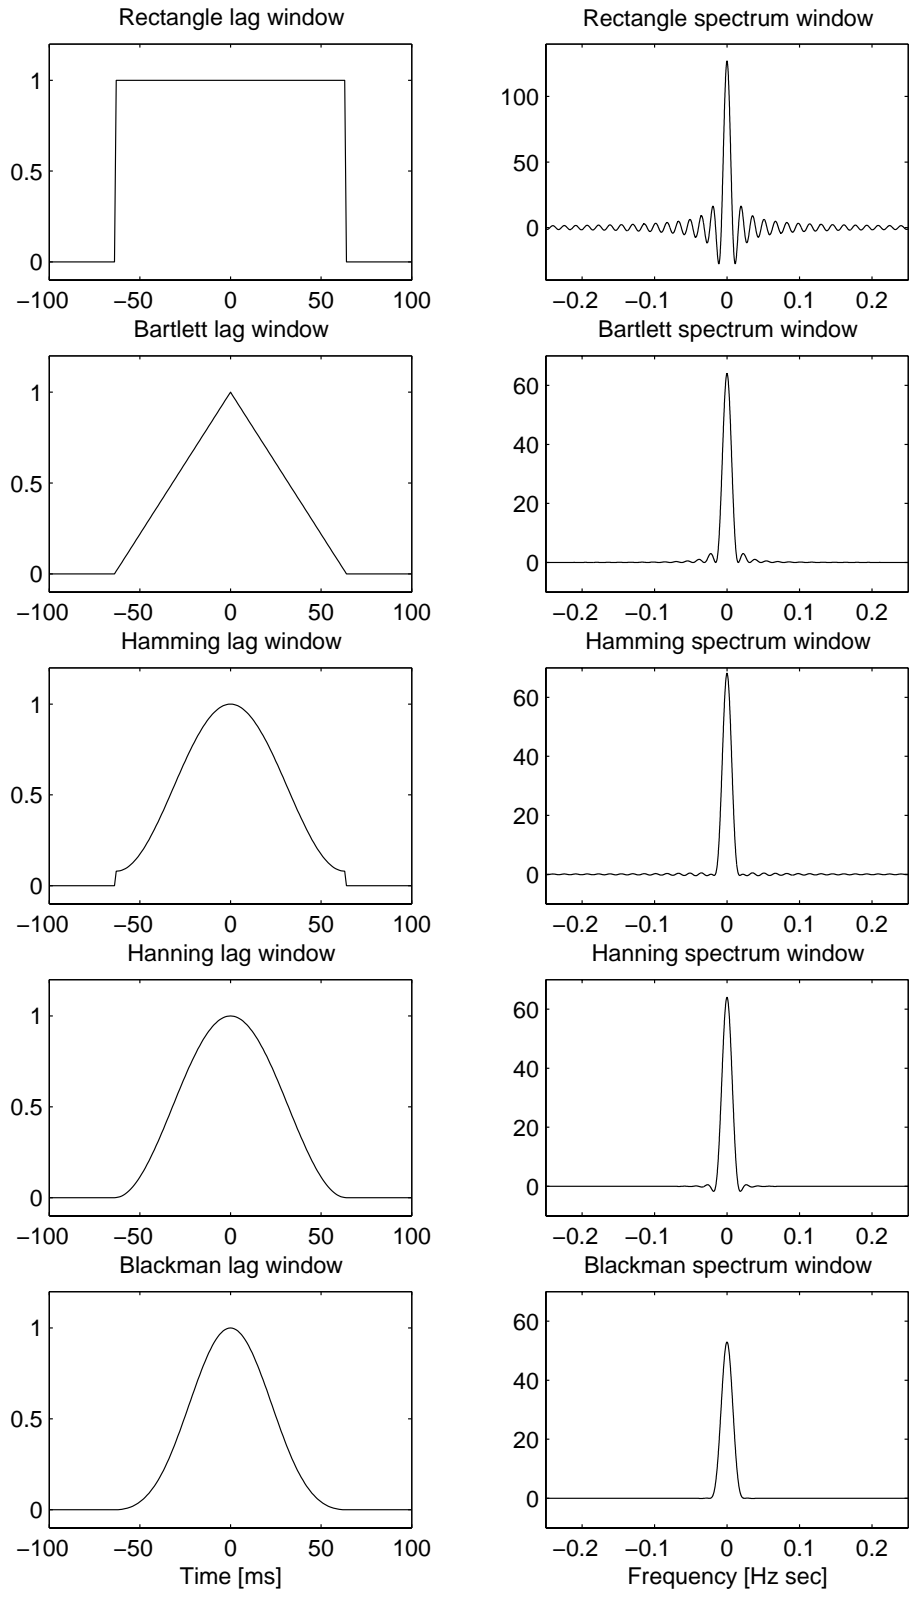 Rectangle lag window
Rectangle spectrum window
1
0.5
0
−100 −50 0 50 100
100
50
0
−0.2 −0.1 0 0.1 0.2
Bartlett lag window
Bartlett spectrum window
1
0.5
0
−100 −50 0 50 100
60
40
20
0
−0.2 −0.1 0 0.1 0.2
Hamming lag window
Hamming spectrum window
1
0.5
0
−100 −50 0 50 100
60
40
20
0
−0.2 −0.1 0 0.1 0.2
Hanning lag window
Hanning spectrum window
1
0.5
0
−100 −50 0 50 100
60
40
20
0
−0.2 −0.1 0 0.1 0.2
Blackman lag window
Blackman spectrum window
1
0.5
0
−100 −50 0 50 100
Time [ms]
60
40
20
0
−0.2 −0.1 0 0.1 0.2
Frequency [Hz sec]